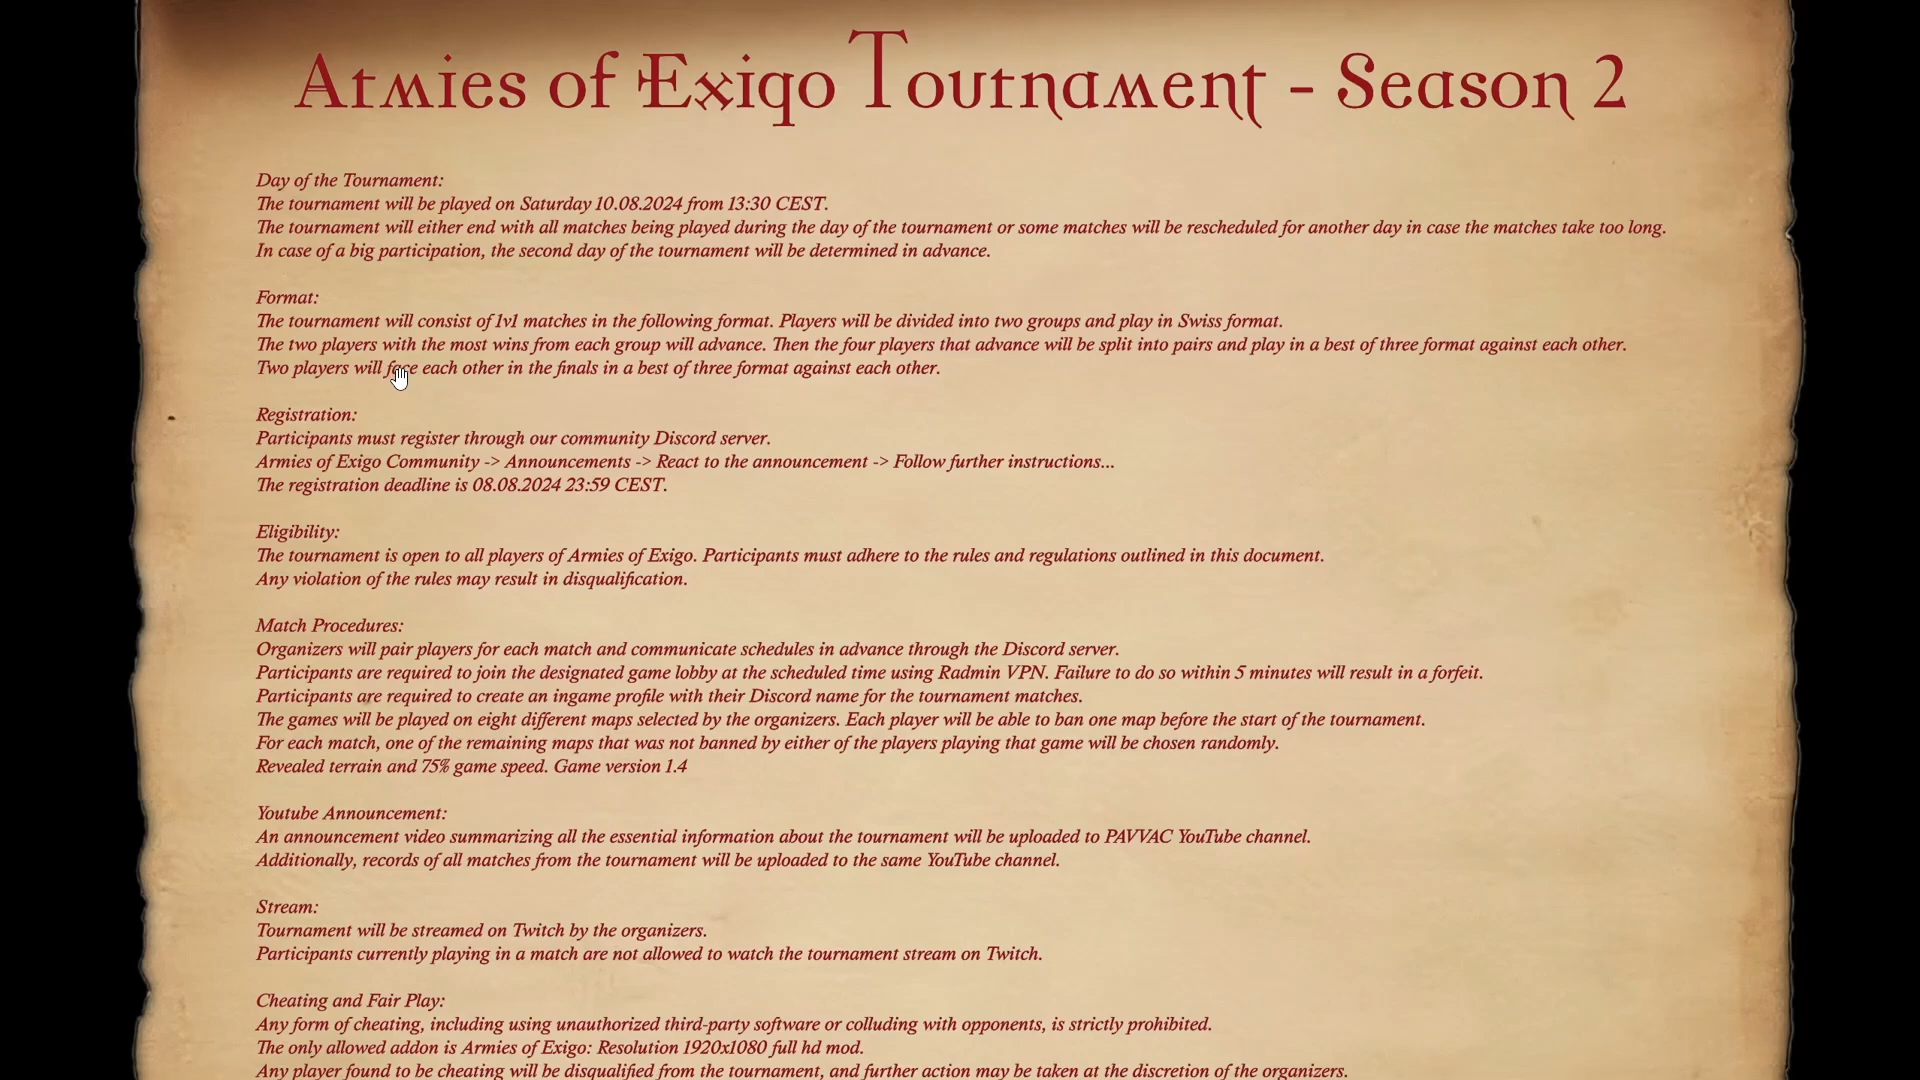 Armies of Exigo Tournament - Season 2
Day of the Tournament:
The tournament will be played on Saturday 10.08.2024 from 13:30 CEST.
The tournament will either end with all matches being played during the day of the tournament or some matches will be rescheduled for another day in case the matches take too long.
In case of a big participation, the second day of the tournament will be determined in advance.
Format:
The tournament will consist of 1v1 matches in the following format. Players will be divided into two groups and play in Swiss format.
The two players with the most wins from each group will advance. Then the four players that advance will be split into pairs and play in a best of three format against each other.
Two players will face each other in the finals in a best of three format against each other.
Registration:
Participants must register through our community Discord server.
Armies of Exigo Community -> Announcements -> React to the announcement -> Follow further instructions...
The registration deadline is 08.08.2024 23:59 CEST.
Eligibility:
The tournament is open to all players of Armies of Exigo. Participants must adhere to the rules and regulations outlined in this document.
Any violation of the rules may result in disqualification.
Match Procedures:
Organizers will pair players for each match and communicate schedules in advance through the Discord server.
Participants are required to join the designated game lobby at the scheduled time using Radmin VPN. Failure to do so within 5 minutes will result in a forfeit.
Participants are required to create an ingame profile with their Discord name for the tournament matches.
The games will be played on eight different maps selected by the organizers. Each player will be able to ban one map before the start of the tournament.
For each match, one of the remaining maps that was not banned by either of the players playing that game will be chosen randomly.
Revealed terrain and 75% game speed. Game version 1.4
Youtube Announcement:
An announcement video summarizing all the essential information about the tournament will be uploaded to PAVVAC YouTube channel.
Additionally, records of all matches from the tournament will be uploaded to the same YouTube channel.
Stream:
Tournament will be streamed on Twitch by the organizers.
Participants currently playing in a match are not allowed to watch the tournament stream on Twitch.
Cheating and Fair Play:
Any form of cheating, including using unauthorized third-party software or colluding with opponents, is strictly prohibited.
The only allowed addon is Armies of Exigo: Resolution 1920x1080 full hd mod.
Any player found to be cheating will be disqualified from the tournament, and further action may be taken at the discretion of the organizers.